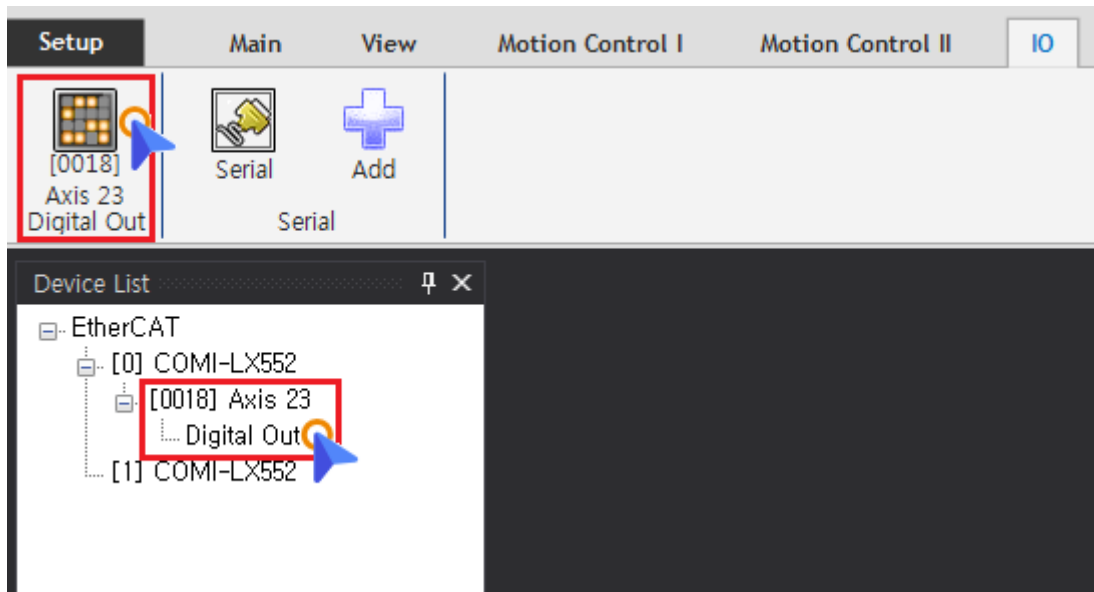 Setup Main View Motion Control I Motion Control II IO
[0018]
Axis 23
Digital Out
Serial Add
Serial
Device List
EtherCAT
[0] COMI-LX552
[0018] Axis 23
Digital Out
[1] COMI-LX552